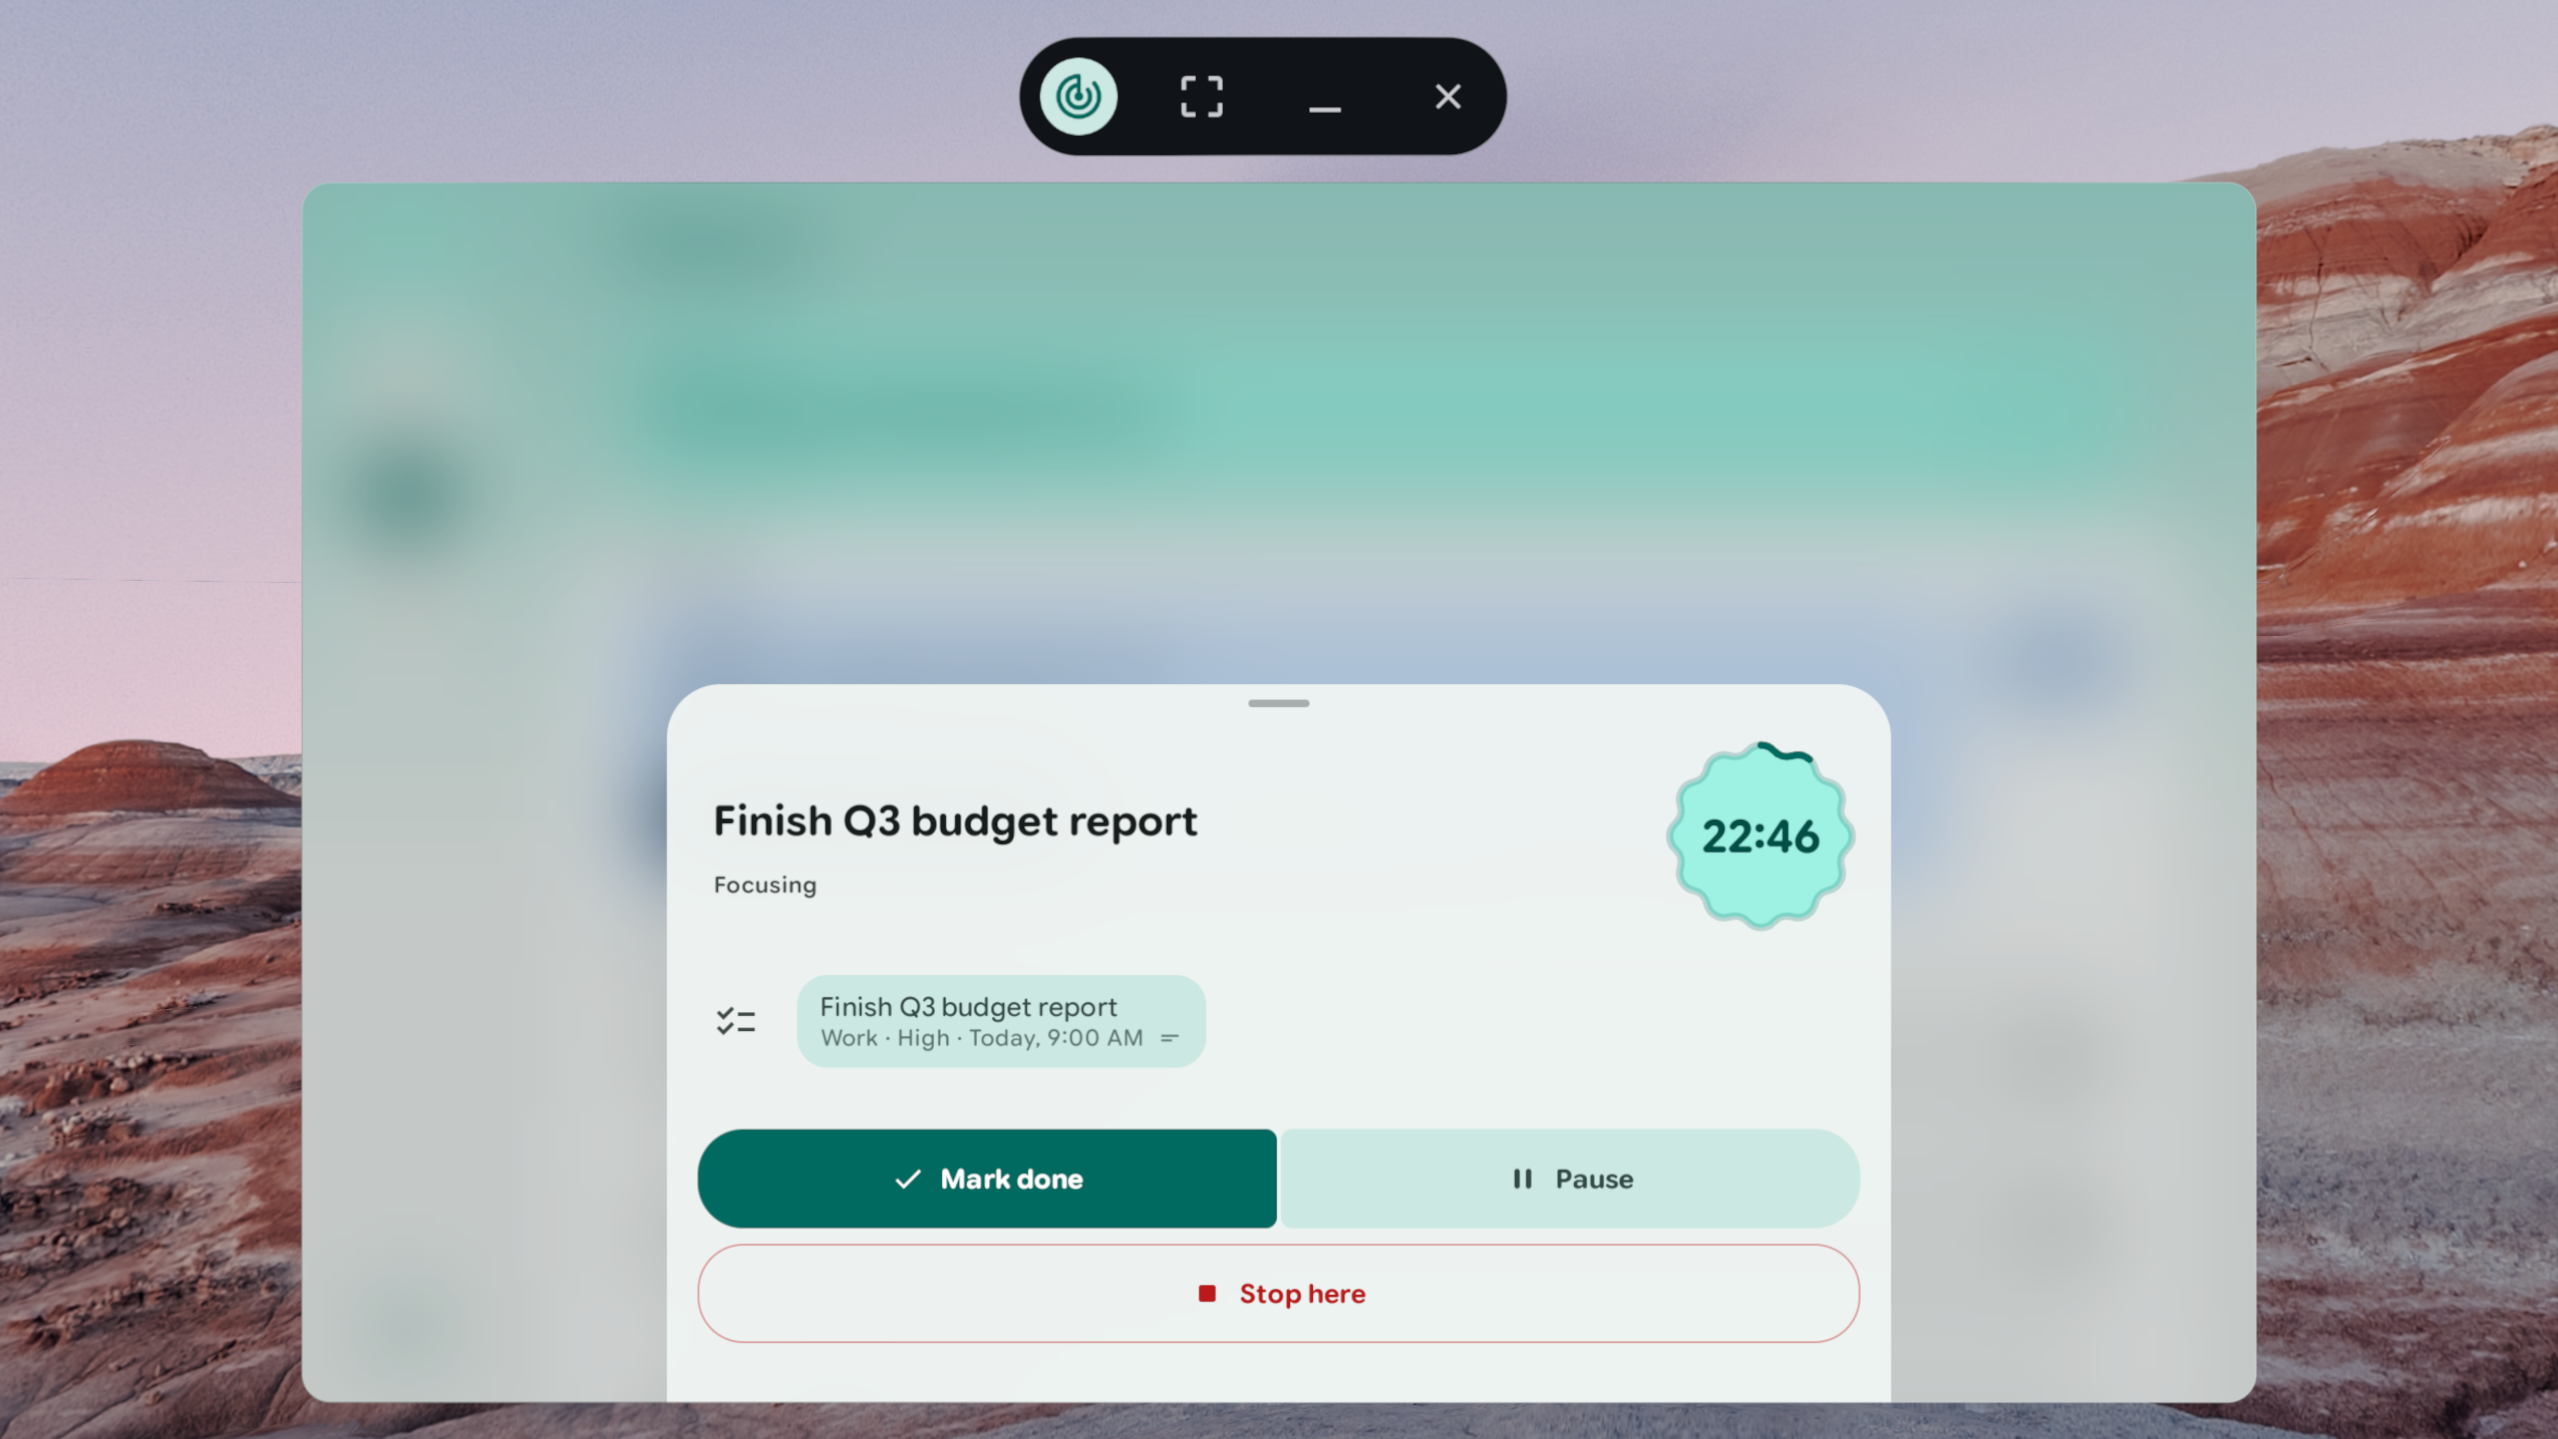 Finish Q3 budget report
22:46
Focusing
Finish Q3 budget report
Work · High · Today, 9:00 AM
Mark done
Pause
Stop here